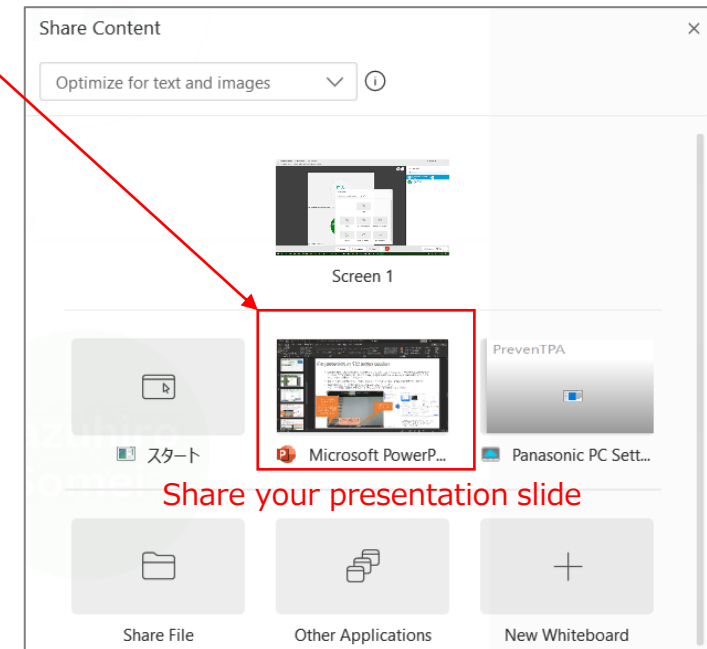 Share Content
Optimize for text and images
Screen 1
PrevenTPA
スタート
Microsoft PowerP...
Panasonic PC Sett...
Share your presentation slide
Share File
Other Applications
New Whiteboard